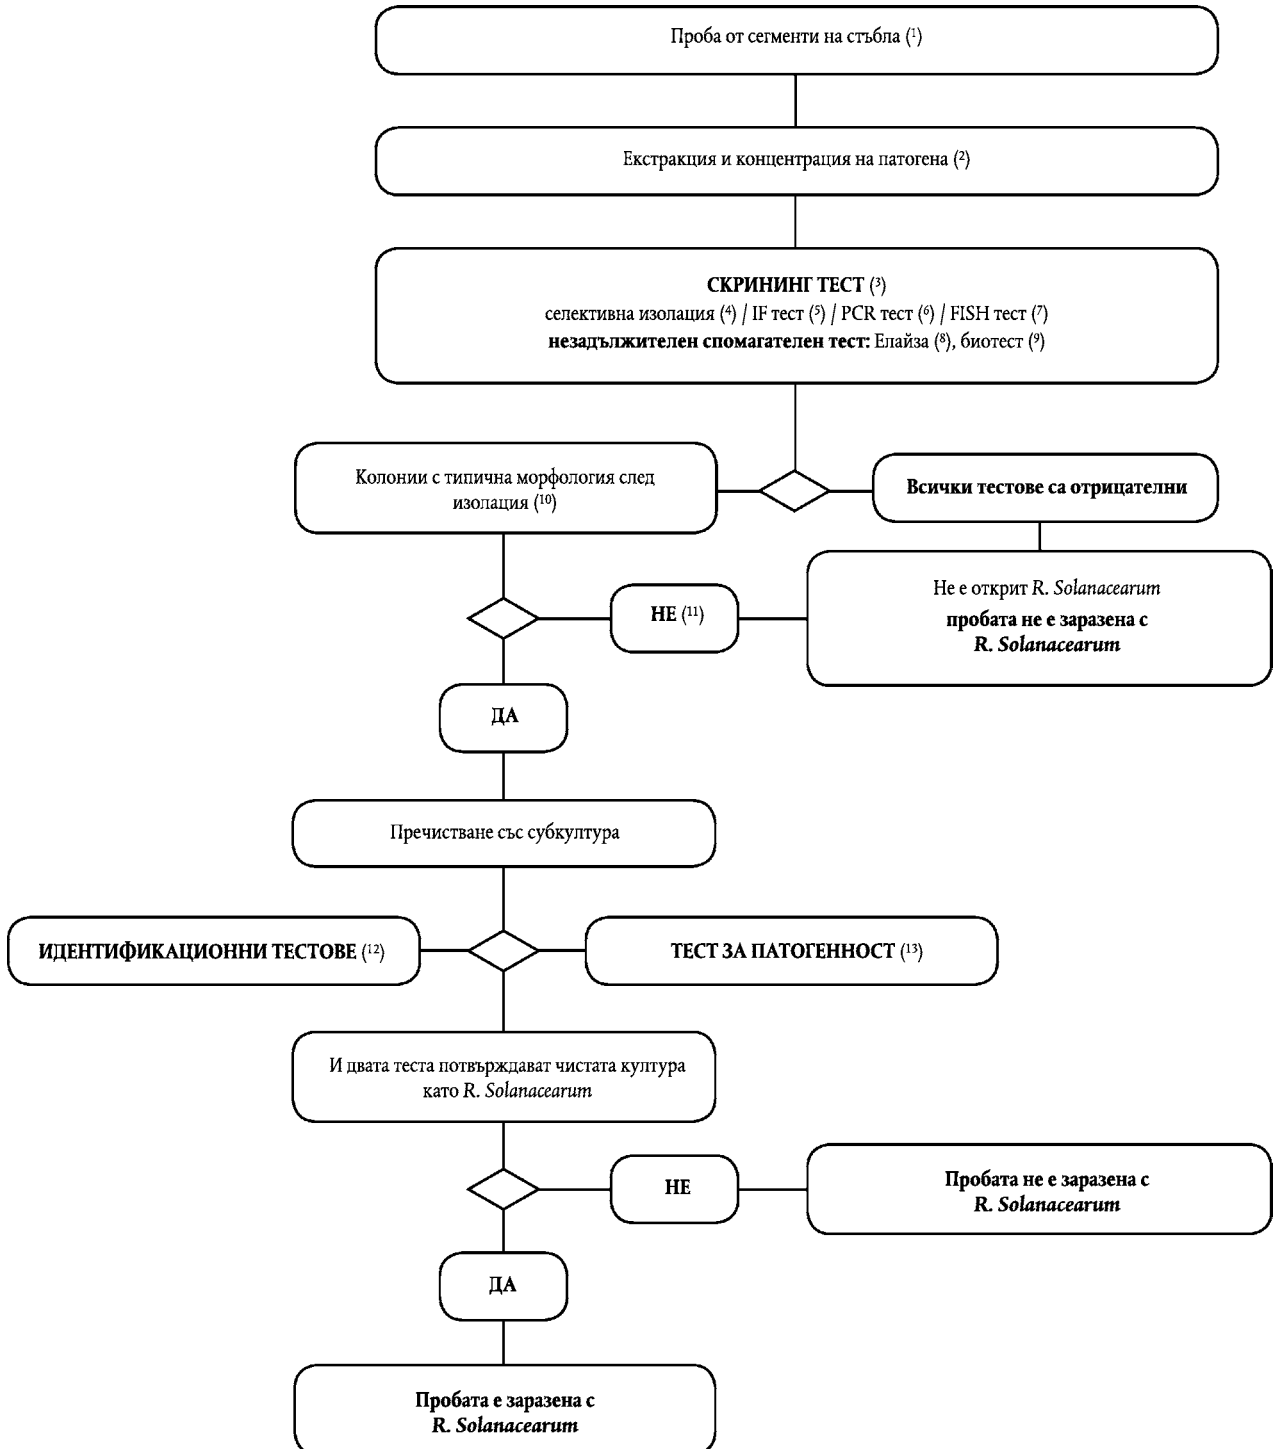 Проба от сегменти на стъбла (¹)
Екстракция и концентрация на патогена (²)
СКРИНИНГ ТЕСТ (³)
селективна изолация (⁴) / IF тест (⁵) / PCR тест (⁶) / FISH тест (⁷)
незадължителен спомагателен тест: Елайза (⁸), биотест (⁹)
Колонии с типична морфология след
изолация (¹⁰)
Всички тестове са отрицателни
Не е открит R. Solanacearum
пробата не е заразена с
R. Solanacearum
НЕ (¹¹)
ДА
Пречистване със субкултура
ИДЕНТИФИКАЦИОННИ ТЕСТОВЕ (¹²)
ТЕСТ ЗА ПАТОГЕННОСТ (¹³)
И двата теста потвърждават чистата култура
като R. Solanacearum
НЕ
Пробата не е заразена с
R. Solanacearum
ДА
Пробата е заразена с
R. Solanacearum